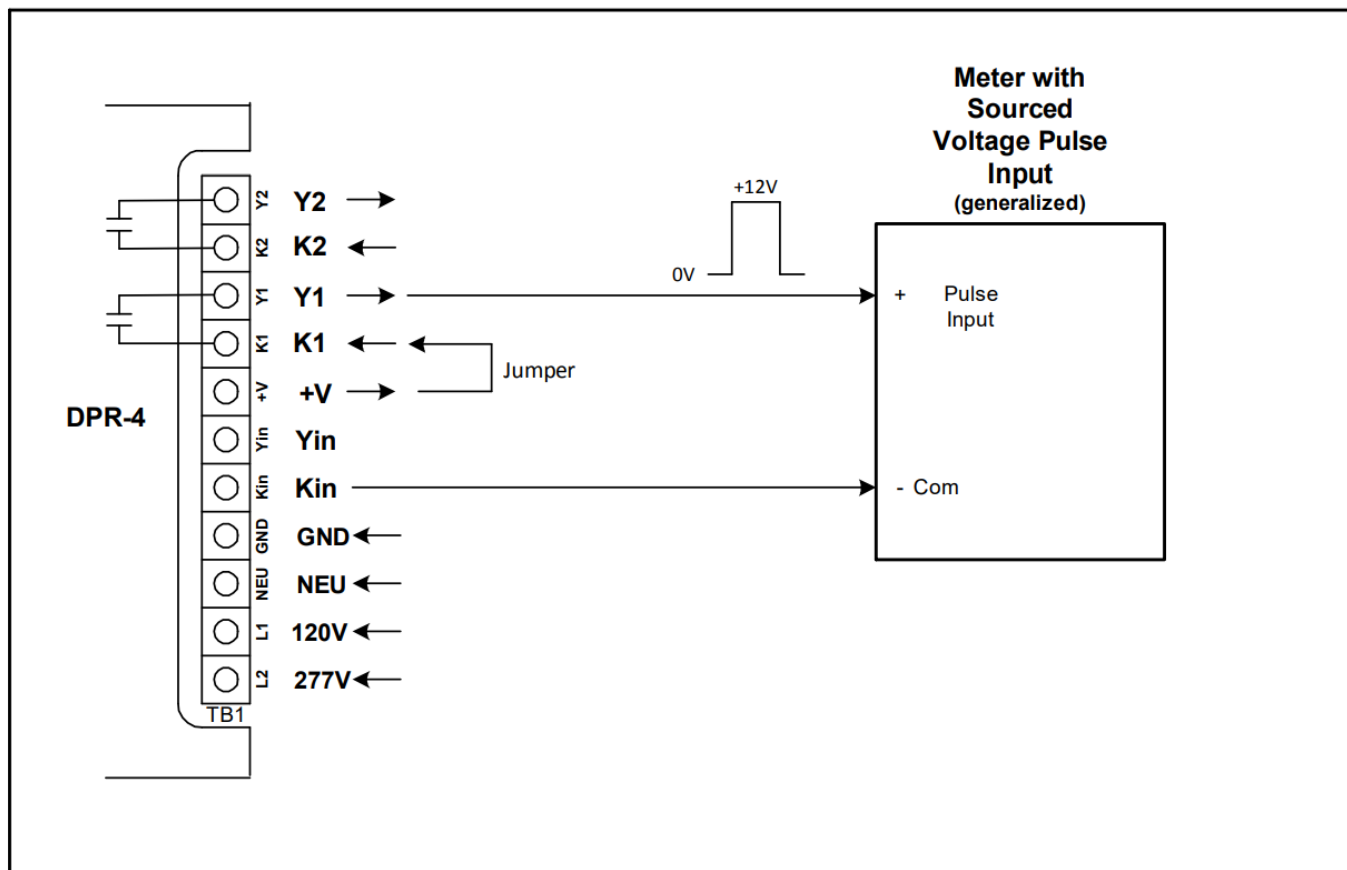 Meter with
Sourced
Voltage Pulse
Input
(generalized)
+12V
0V
Y2 Y2
K2 K2
Y1 Y1
+ Pulse
Input
K1 K1
Jumper
+V +V
DPR-4
Yin Yin
Kin Kin
- Com
GND GND
NEU NEU
L1 120V
L2 277V
TB1